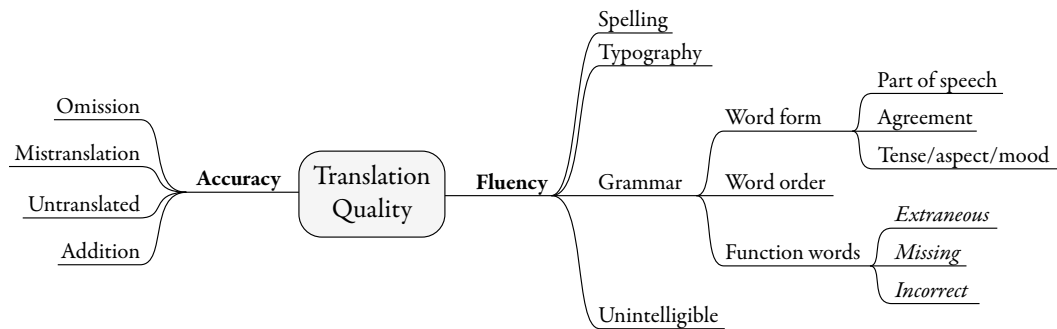 Omission
Mistranslation
Untranslated
Addition
Accuracy
Translation
Quality
Fluency
Spelling
Typography
Grammar
Unintelligible
Word form
Word order
Function words
Part of speech
Agreement
Tense/aspect/mood
Extraneous
Missing
Incorrect